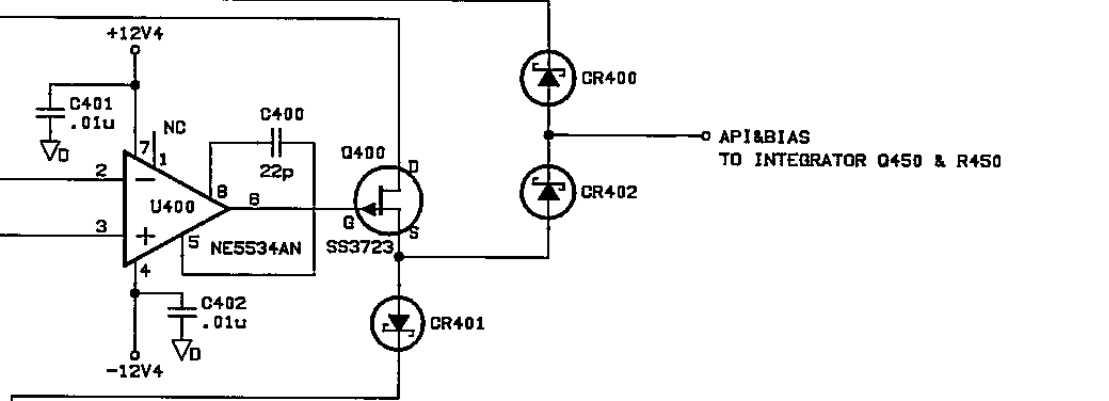 +12V4
C401
.01u
D
NC
7
1
C400
22p
2
3
8
6
U400
5
4
NE5534AN
Q400
D
G
S
SS3723
C402
.01u
D
-12V4
CR400
API&BIAS
TO INTEGRATOR Q450 & R450
CR402
CR401